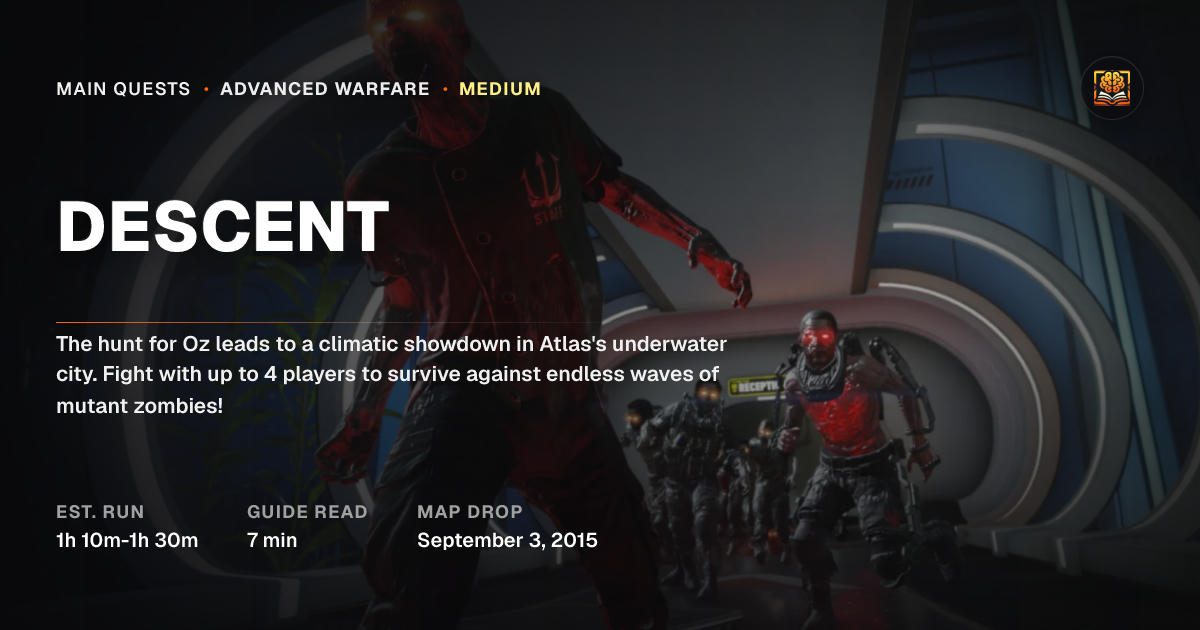 MAIN QUESTS • ADVANCED WARFARE • MEDIUM
DESCENT
STAFF
The hunt for Oz leads to a climatic showdown in Atlas's underwater
city. Fight with up to 4 players to survive against endless waves of
mutant zombies!
EST. RUN GUIDE READ MAP DROP
1h 10m-1h 30m 7 min September 3, 2015